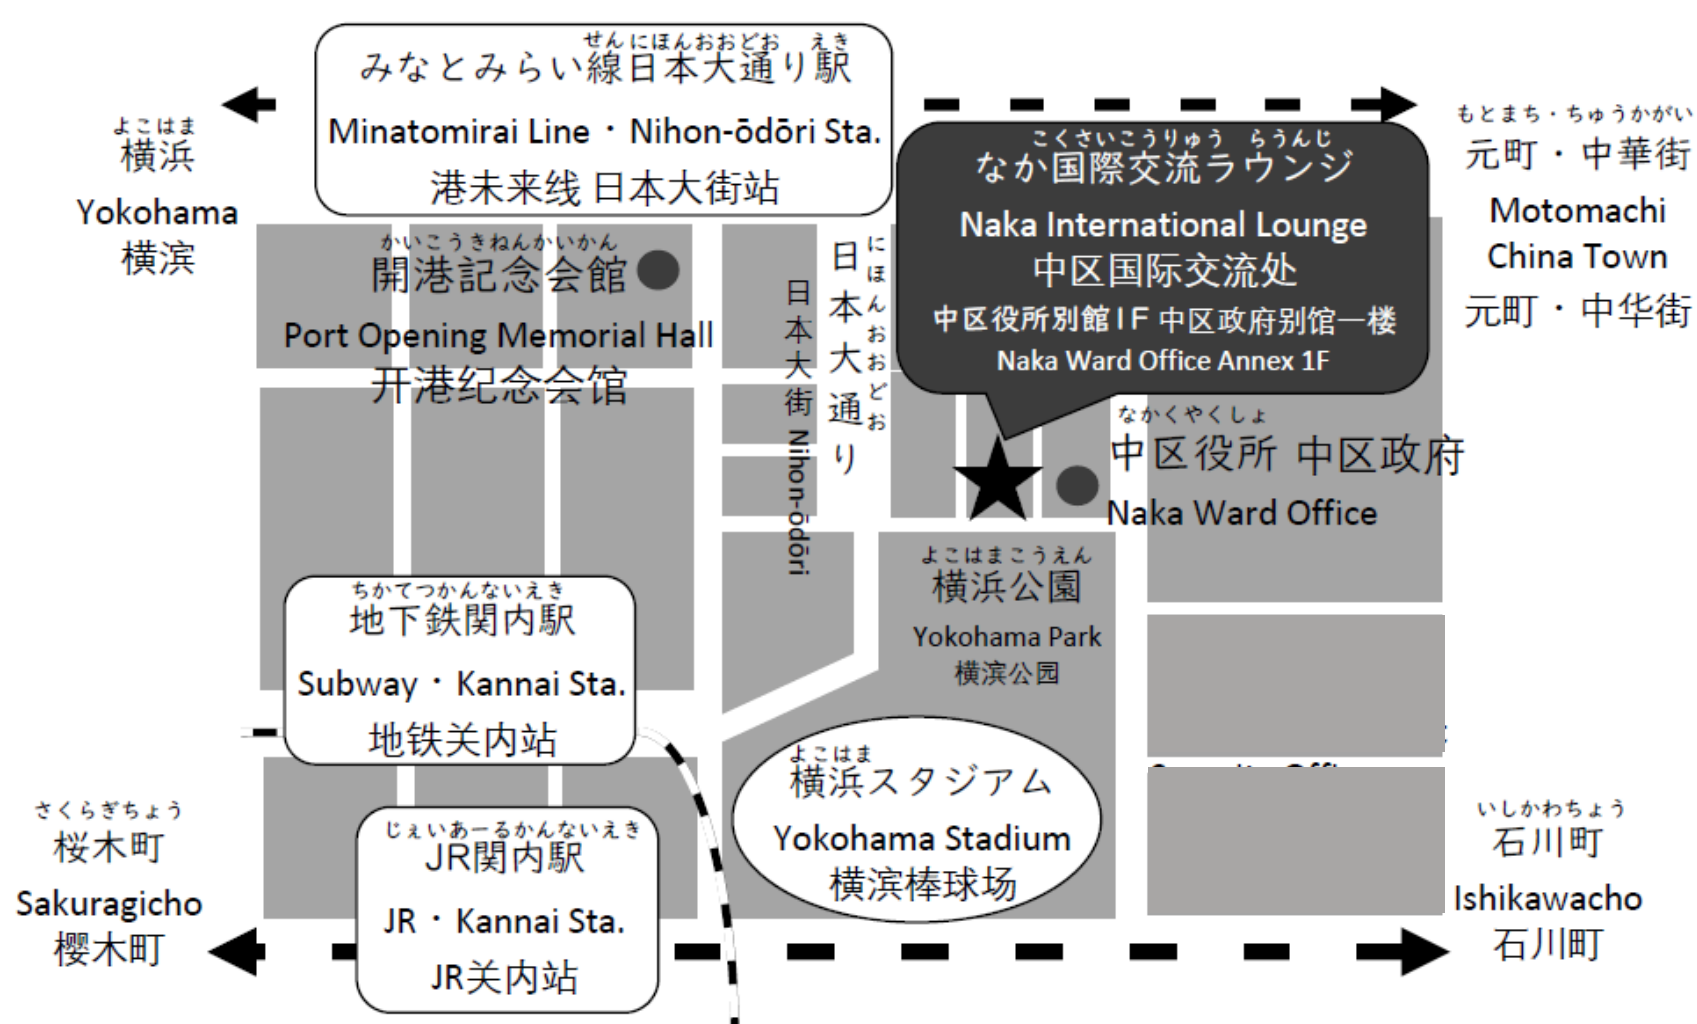 せんにほんおおどお えき
みなとみらい線日本大通り駅
Minatomirai Line・Nihon-ōdōri Sta.
港未来线 日本大街站
よこはま
横浜
Yokohama
横滨
もとまち・ちゅうかがい
元町・中華街
Motomachi
China Town
元町・中华街
こくさいこうりゅう らうんじ
なか国際交流ラウンジ
Naka International Lounge
中区国际交流处
中区役所別館1F 中区政府别馆一楼
Naka Ward Office Annex 1F
かいこうきねんかいかん
開港記念会館
Port Opening Memorial Hall
开港纪念会馆
にほんおおどお
日本大通り
日本大街 Nihon-ōdōri
なかくやくしょ
中区役所 中区政府
Naka Ward Office
よこはまこうえん
横浜公園
Yokohama Park
横滨公园
ちかてつかんないえき
地下鉄関内駅
Subway・Kannai Sta.
地铁关内站
よこはま
横浜スタジアム
Yokohama Stadium
横滨棒球场
さくらぎちょう
桜木町
Sakuragicho
樱木町
じぇいあーるかんないえき
JR関内駅
JR・Kannai Sta.
JR关内站
いしかわちょう
石川町
Ishikawacho
石川町